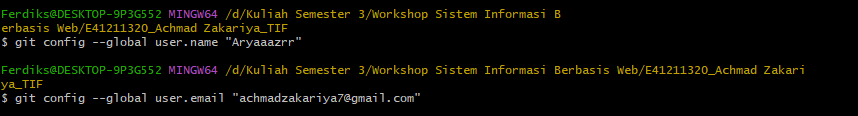 Ferdiks@DESKTOP-9P3G552 MINGW64 /d/Kuliah Semester 3/Workshop Sistem Informasi B
erbasis Web/E41211320_Achmad Zakariya_TIF
$ git config --global user.name "Aryaaazrr"
Ferdiks@DESKTOP-9P3G552 MINGW64 /d/Kuliah Semester 3/Workshop Sistem Informasi Berbasis Web/E41211320_Achmad Zakari
ya_TIF
$ git config --global user.email "achmadzakariya7@gmail.com"